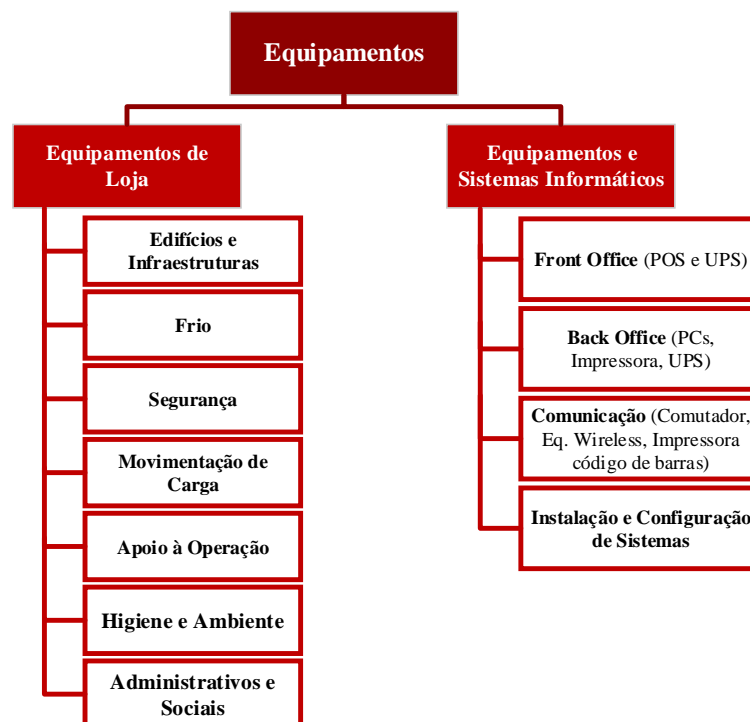 Equipamentos
Equipamentos de
Loja
Edifícios e
Infraestruturas
Frio
Segurança
Movimentação de
Carga
Apoio à Operação
Higiene e Ambiente
Administrativos e
Sociais
Equipamentos e
Sistemas Informáticos
Front Office (POS e UPS)
Back Office (PCs,
Impressora, UPS)
Comunicação (Comutador,
Eq. Wireless, Impressora
código de barras)
Instalação e Configuração
de Sistemas